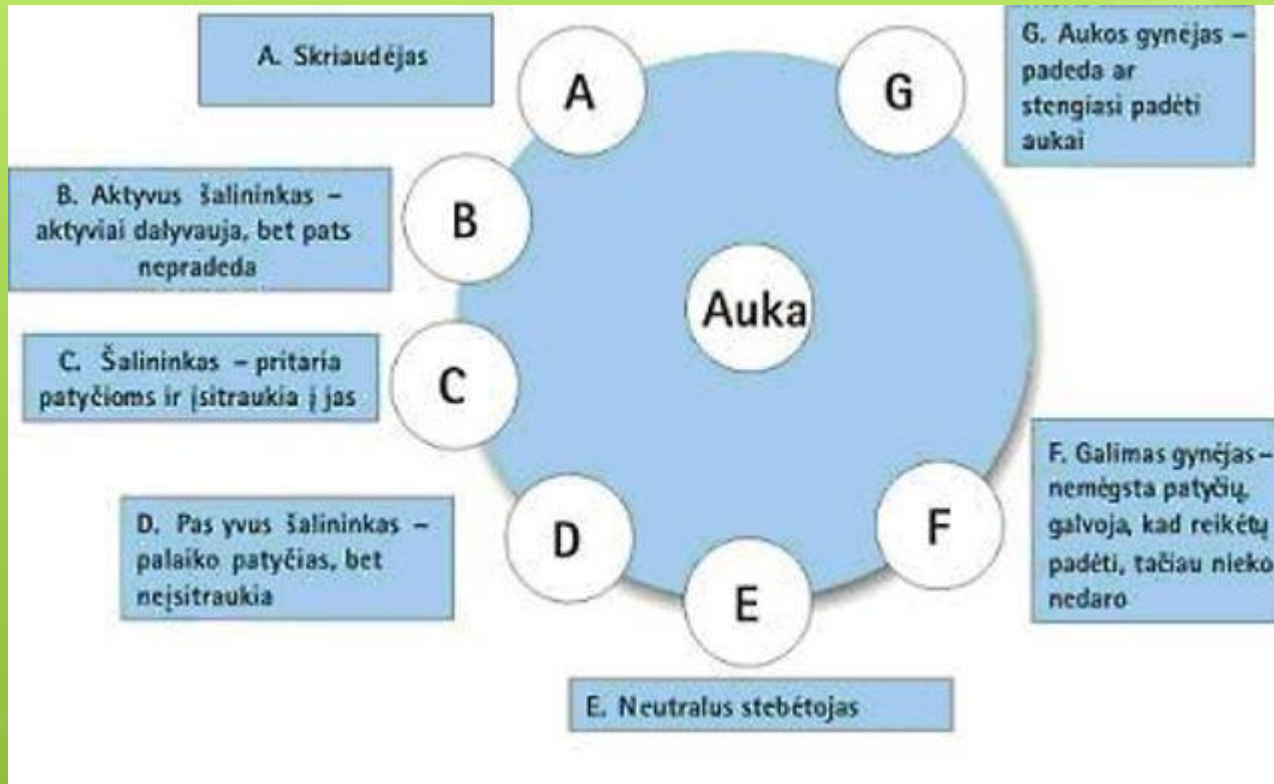 A. Skriaudėjas
A
B. Aktyvus šalininkas –
aktyviai dalyvauja, bet pats
nepradeda
B
C. Šalininkas – pritaria
patyčioms ir įsitraukia į jas
C
D. Pas yvus šalininkas –
palaiko patyčias, bet
neįsitraukia
D
E
E. Neutralus stebėtojas
F
F. Galimas gynėjas –
nemėgsta patyčių,
galvoja, kad reikėtų
padėti, tačiau nieko
nedaro
G
G. Aukos gynėjas –
padeda ar
stengiasi padėti
aukai
Auka